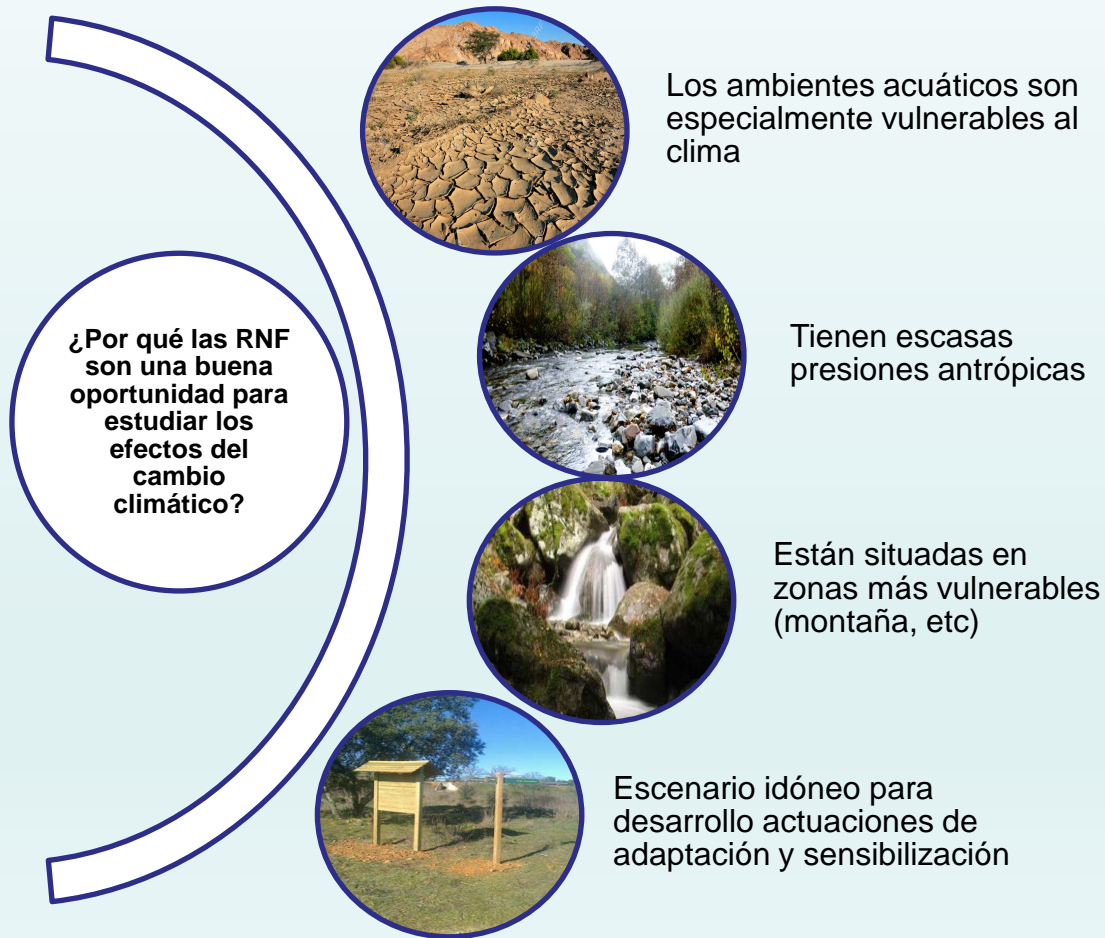 ¿Por qué las RNF
son una buena
oportunidad para
estudiar los
efectos del
cambio
climático?
Los ambientes acuáticos son
especialmente vulnerables al
clima
Tienen escasas
presiones antrópicas
Están situadas en
zonas más vulnerables
(montaña, etc)
Escenario idóneo para
desarrollo actuaciones de
adaptación y sensibilización